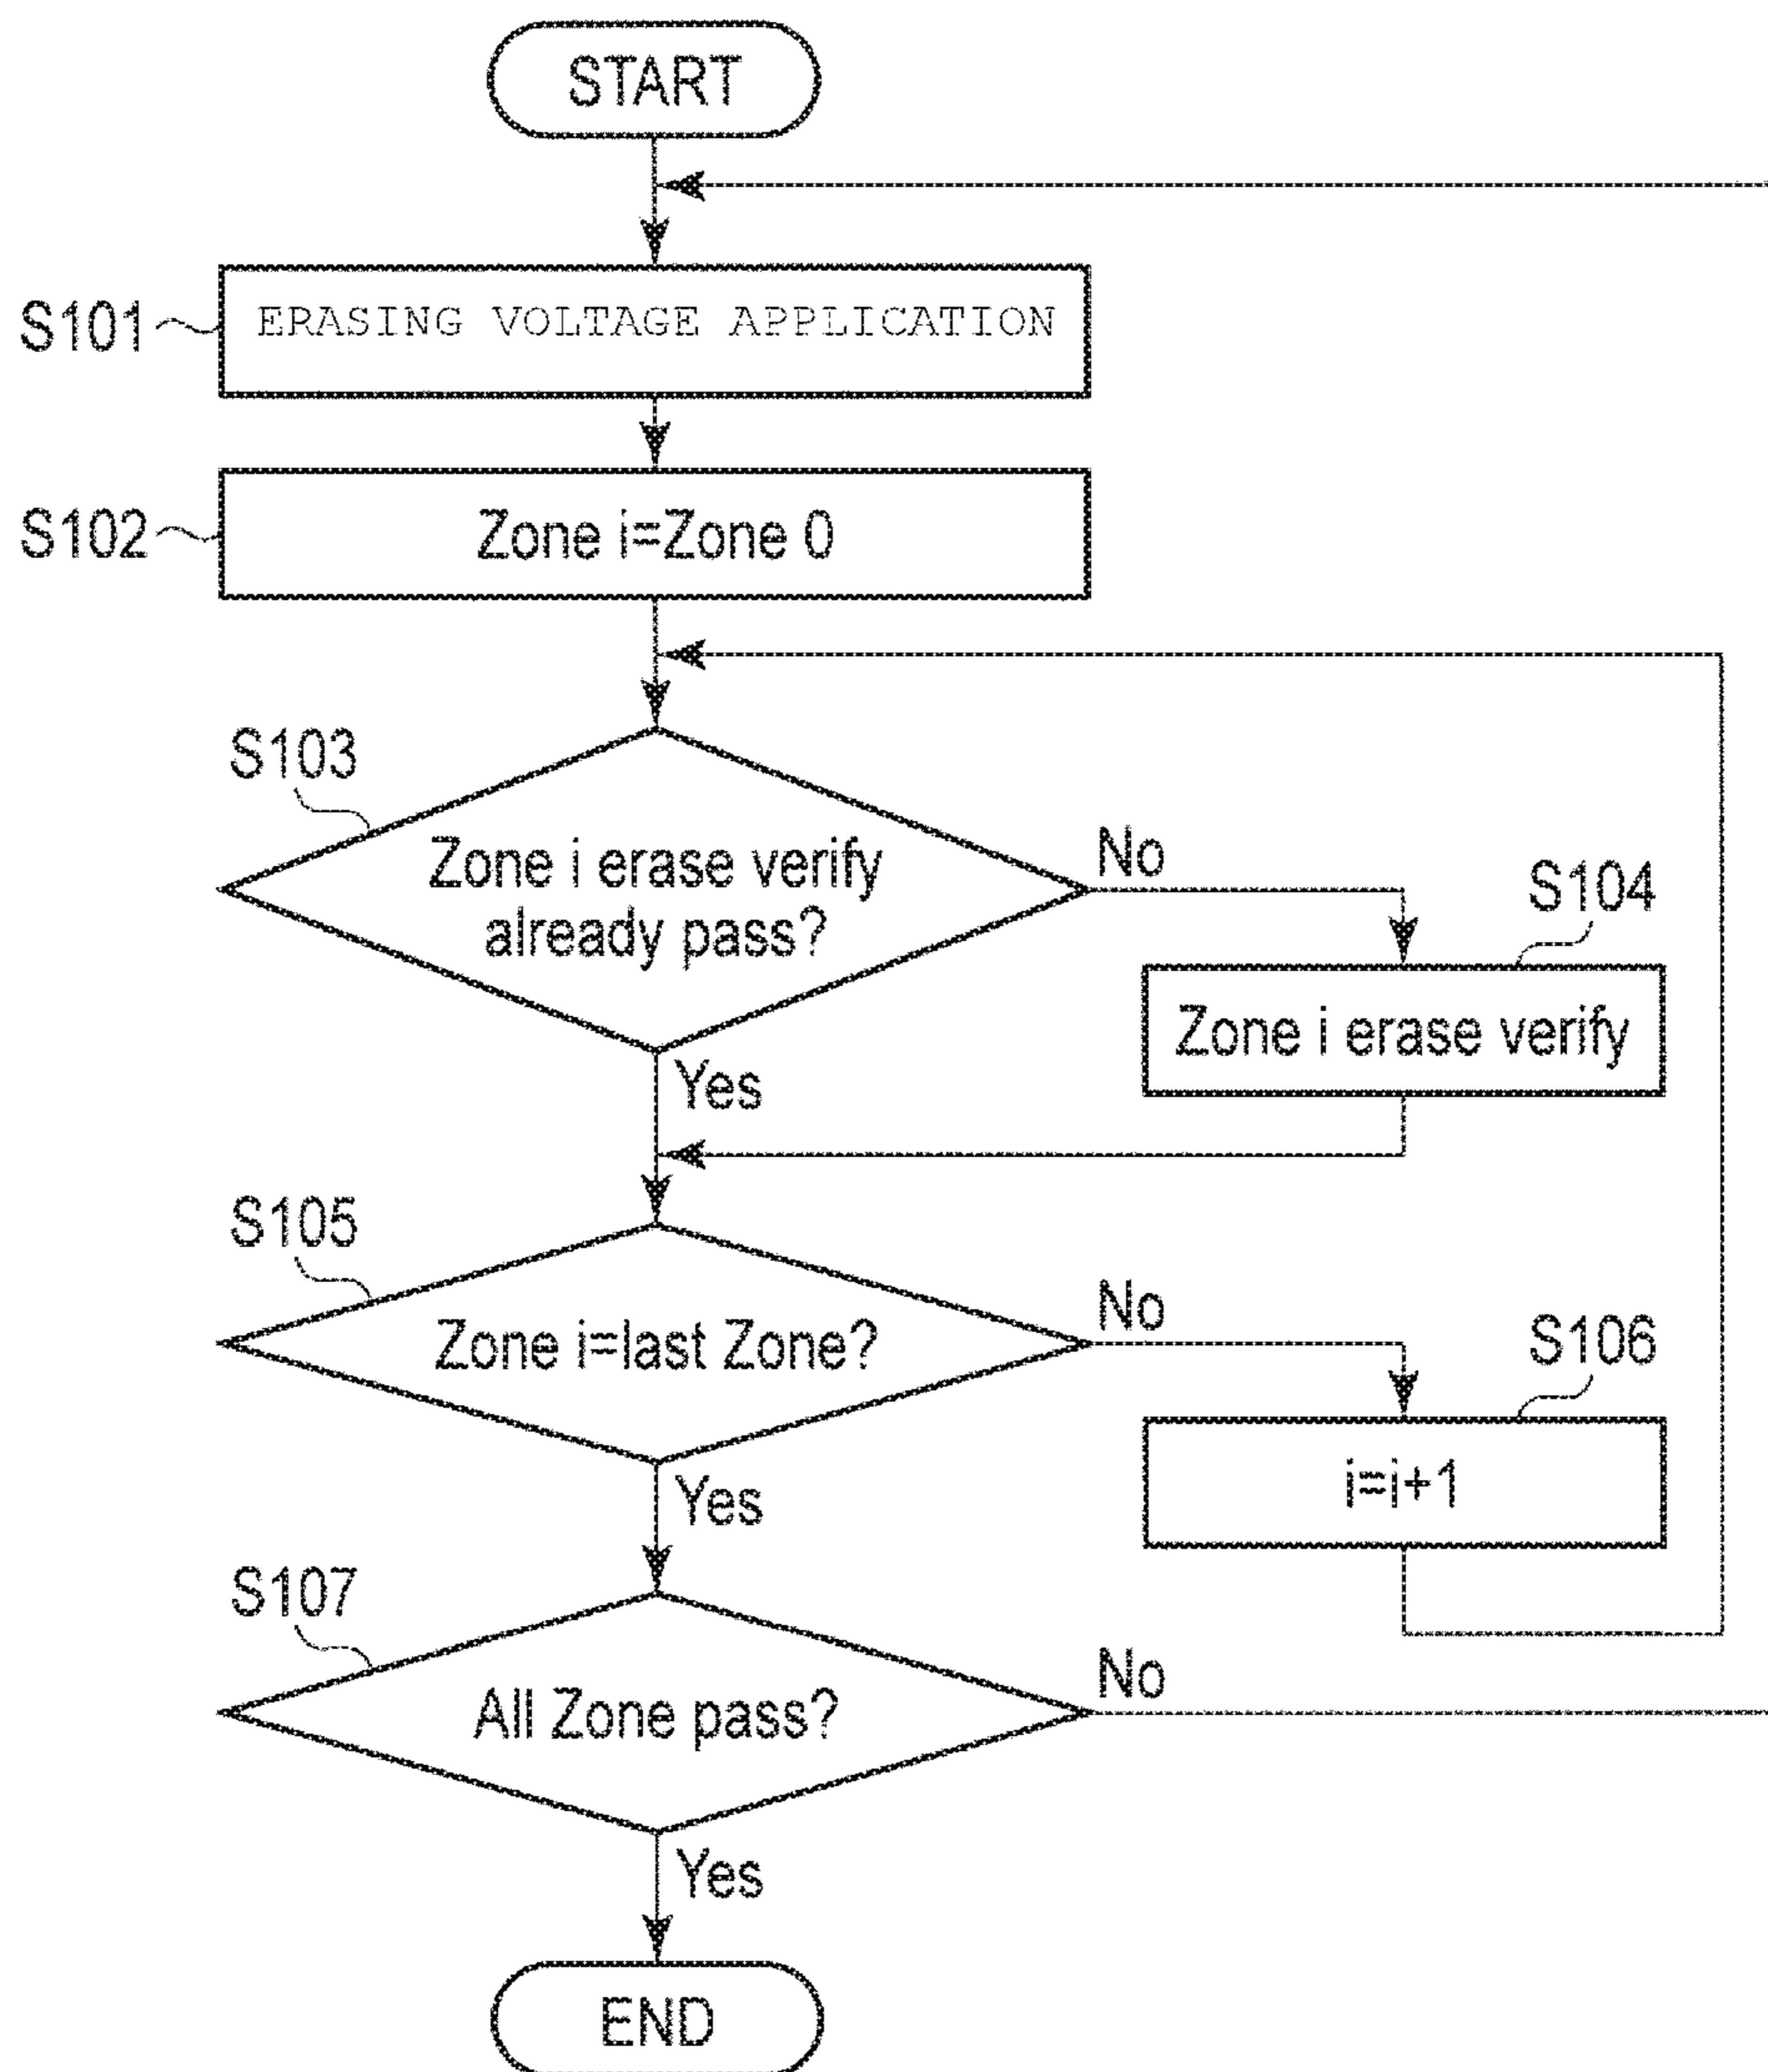 START
S101
ERASING VOLTAGE APPLICATION
S102
Zone i=Zone 0
S103
Zone i erase verify
already pass?
No
S104
Zone i erase verify
Yes
S105
Zone i=last Zone?
No
S106
i=i+1
Yes
S107
All Zone pass?
No
Yes
END